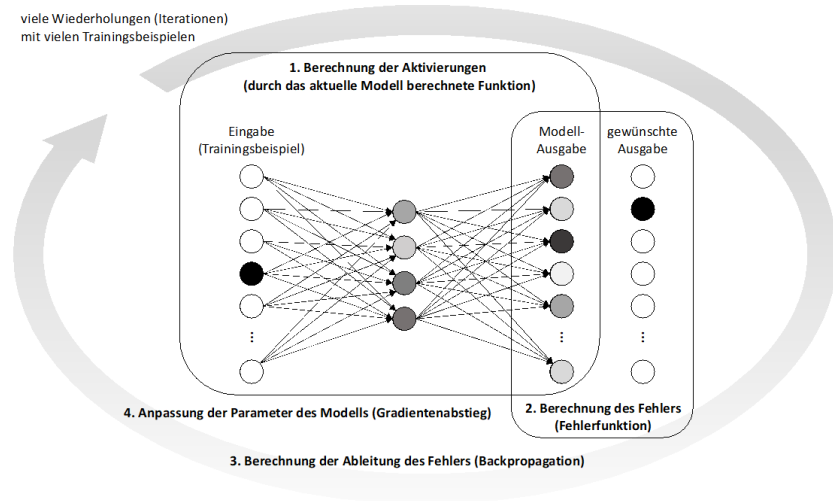 viele Wiederholungen (Iterationen)
mit vielen Trainingsbeispielen
1. Berechnung der Aktivierungen
(durch das aktuelle Modell berechnete Funktion)
Eingabe
(Trainingsbeispiel)
Modell-
Ausgabe
gewünschte
Ausgabe
...
...
...
4. Anpassung der Parameter des Modells (Gradientenabstieg)
2. Berechnung des Fehlers
(Fehlerfunktion)
3. Berechnung der Ableitung des Fehlers (Backpropagation)